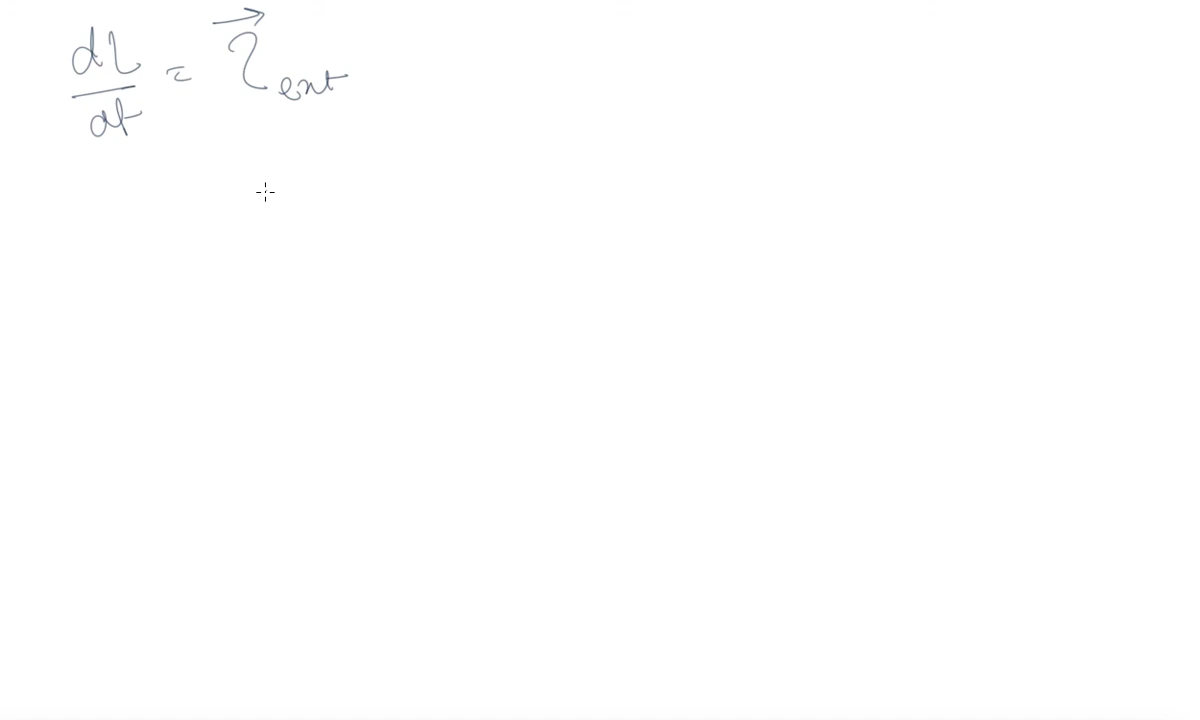 dL/dt = τ⃗ ext